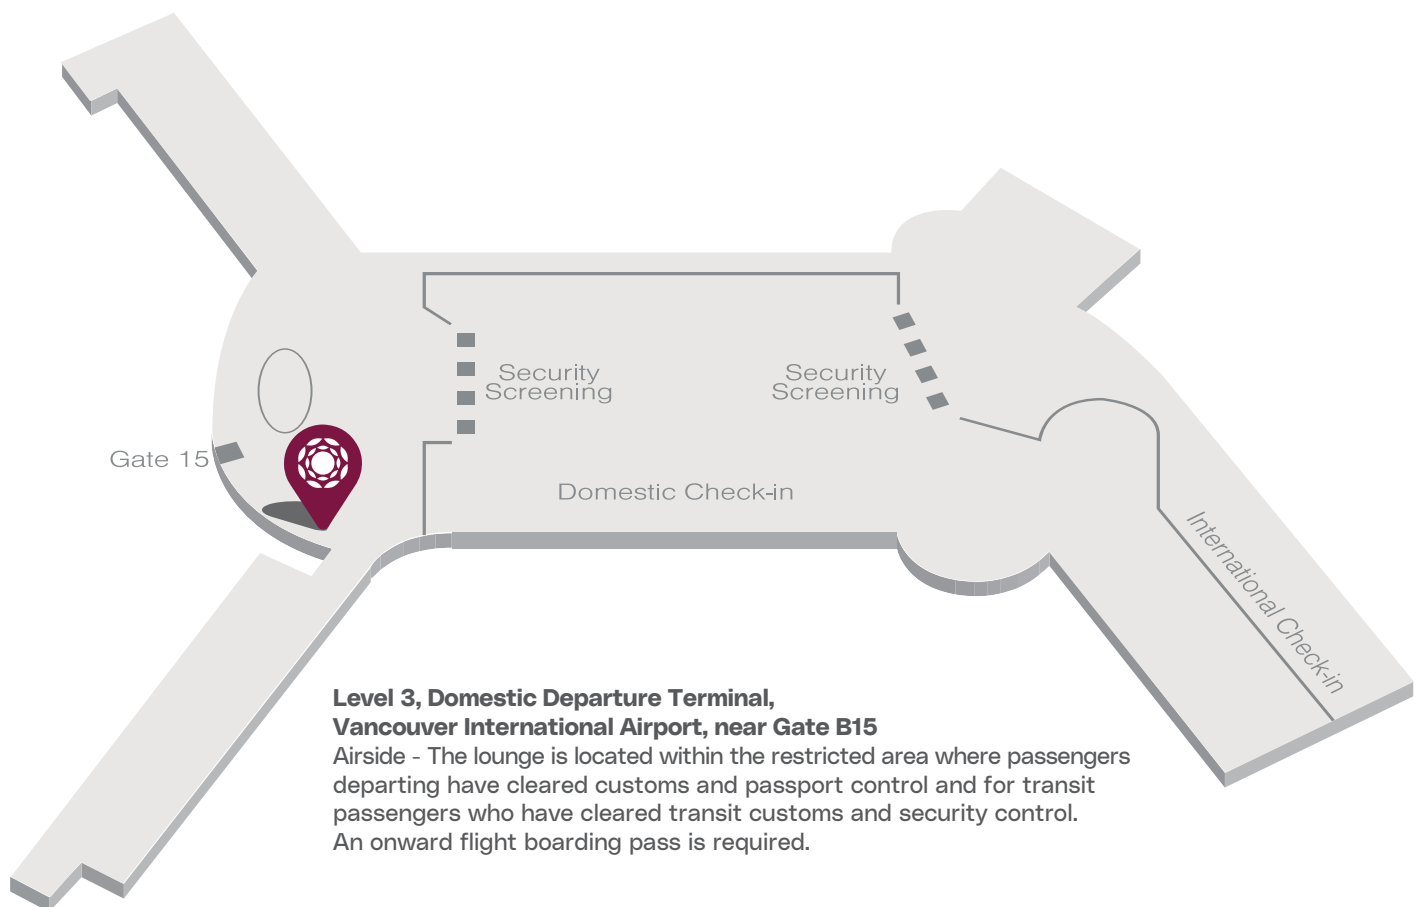 Security
Screening
Security
Screening
Gate 15
Domestic Check-in
International Check-in
Level 3, Domestic Departure Terminal,
Vancouver International Airport, near Gate B15
Airside - The lounge is located within the restricted area where passengers
departing have cleared customs and passport control and for transit
passengers who have cleared transit customs and security control.
An onward flight boarding pass is required.